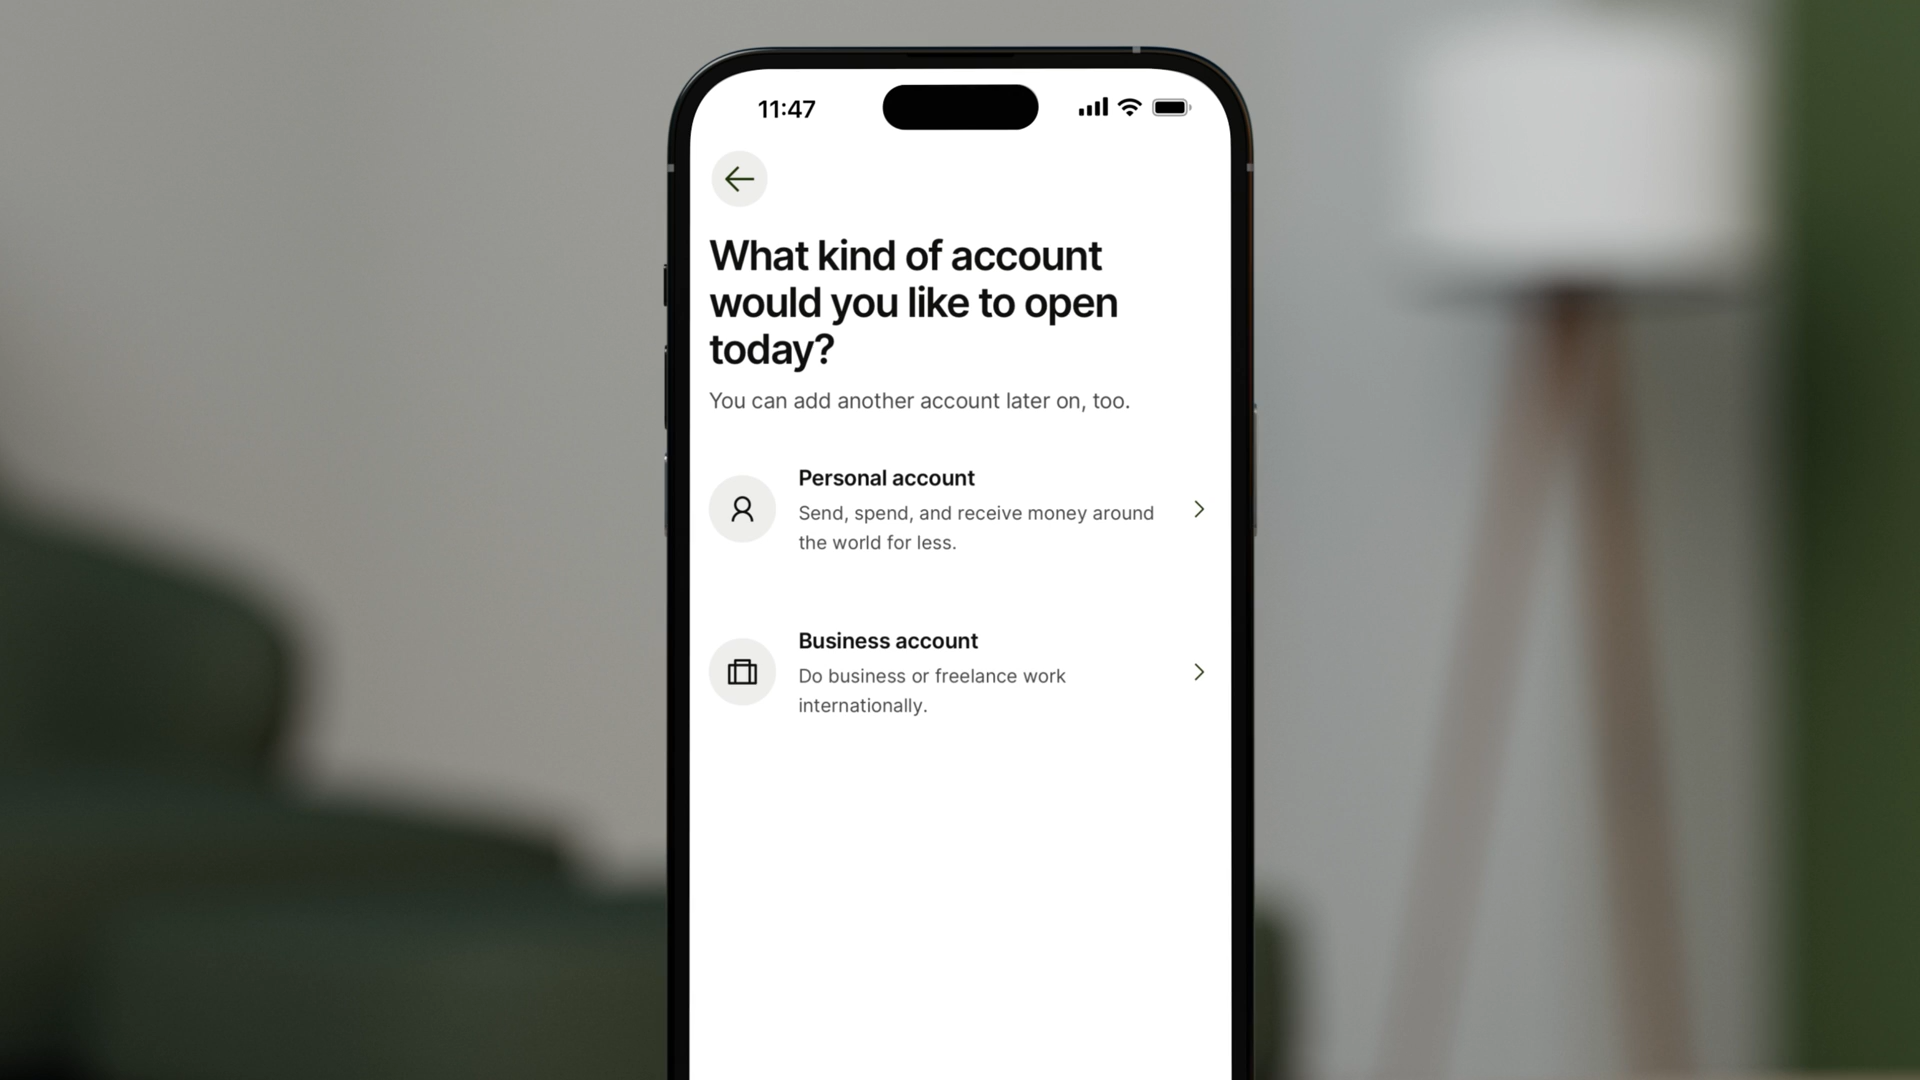 11:47
What kind of account
would you like to open
today?
You can add another account later on, too.
Personal account
Send, spend, and receive money around
the world for less.
Business account
Do business or freelance work
internationally.